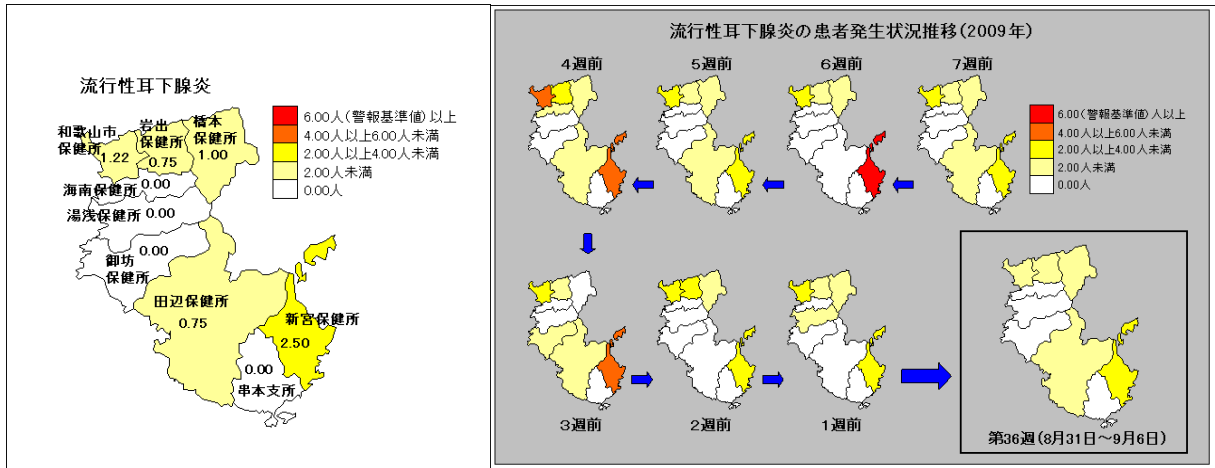 流行性耳下腺炎
6.00人(警報基準値)以上
4.00人以上6.00人未満
2.00人以上4.00人未満
2.00人未満
0.00人
和歌山市
保健所
1.22
岩出
保健所
0.75
橋本
保健所
1.00
0.00
海南保健所
湯浅保健所
0.00
御坊
保健所
0.00
田辺保健所
0.75
新宮保健所
2.50
0.00
串本支所
流行性耳下腺炎の患者発生状況推移(2009年)
4週前
5週前
6週前
7週前
6.00(警報基準値)人以上
4.00人以上6.00人未満
2.00人以上4.00人未満
2.00人未満
0.00人
3週前
2週前
1週前
第36週(8月31日～9月6日)